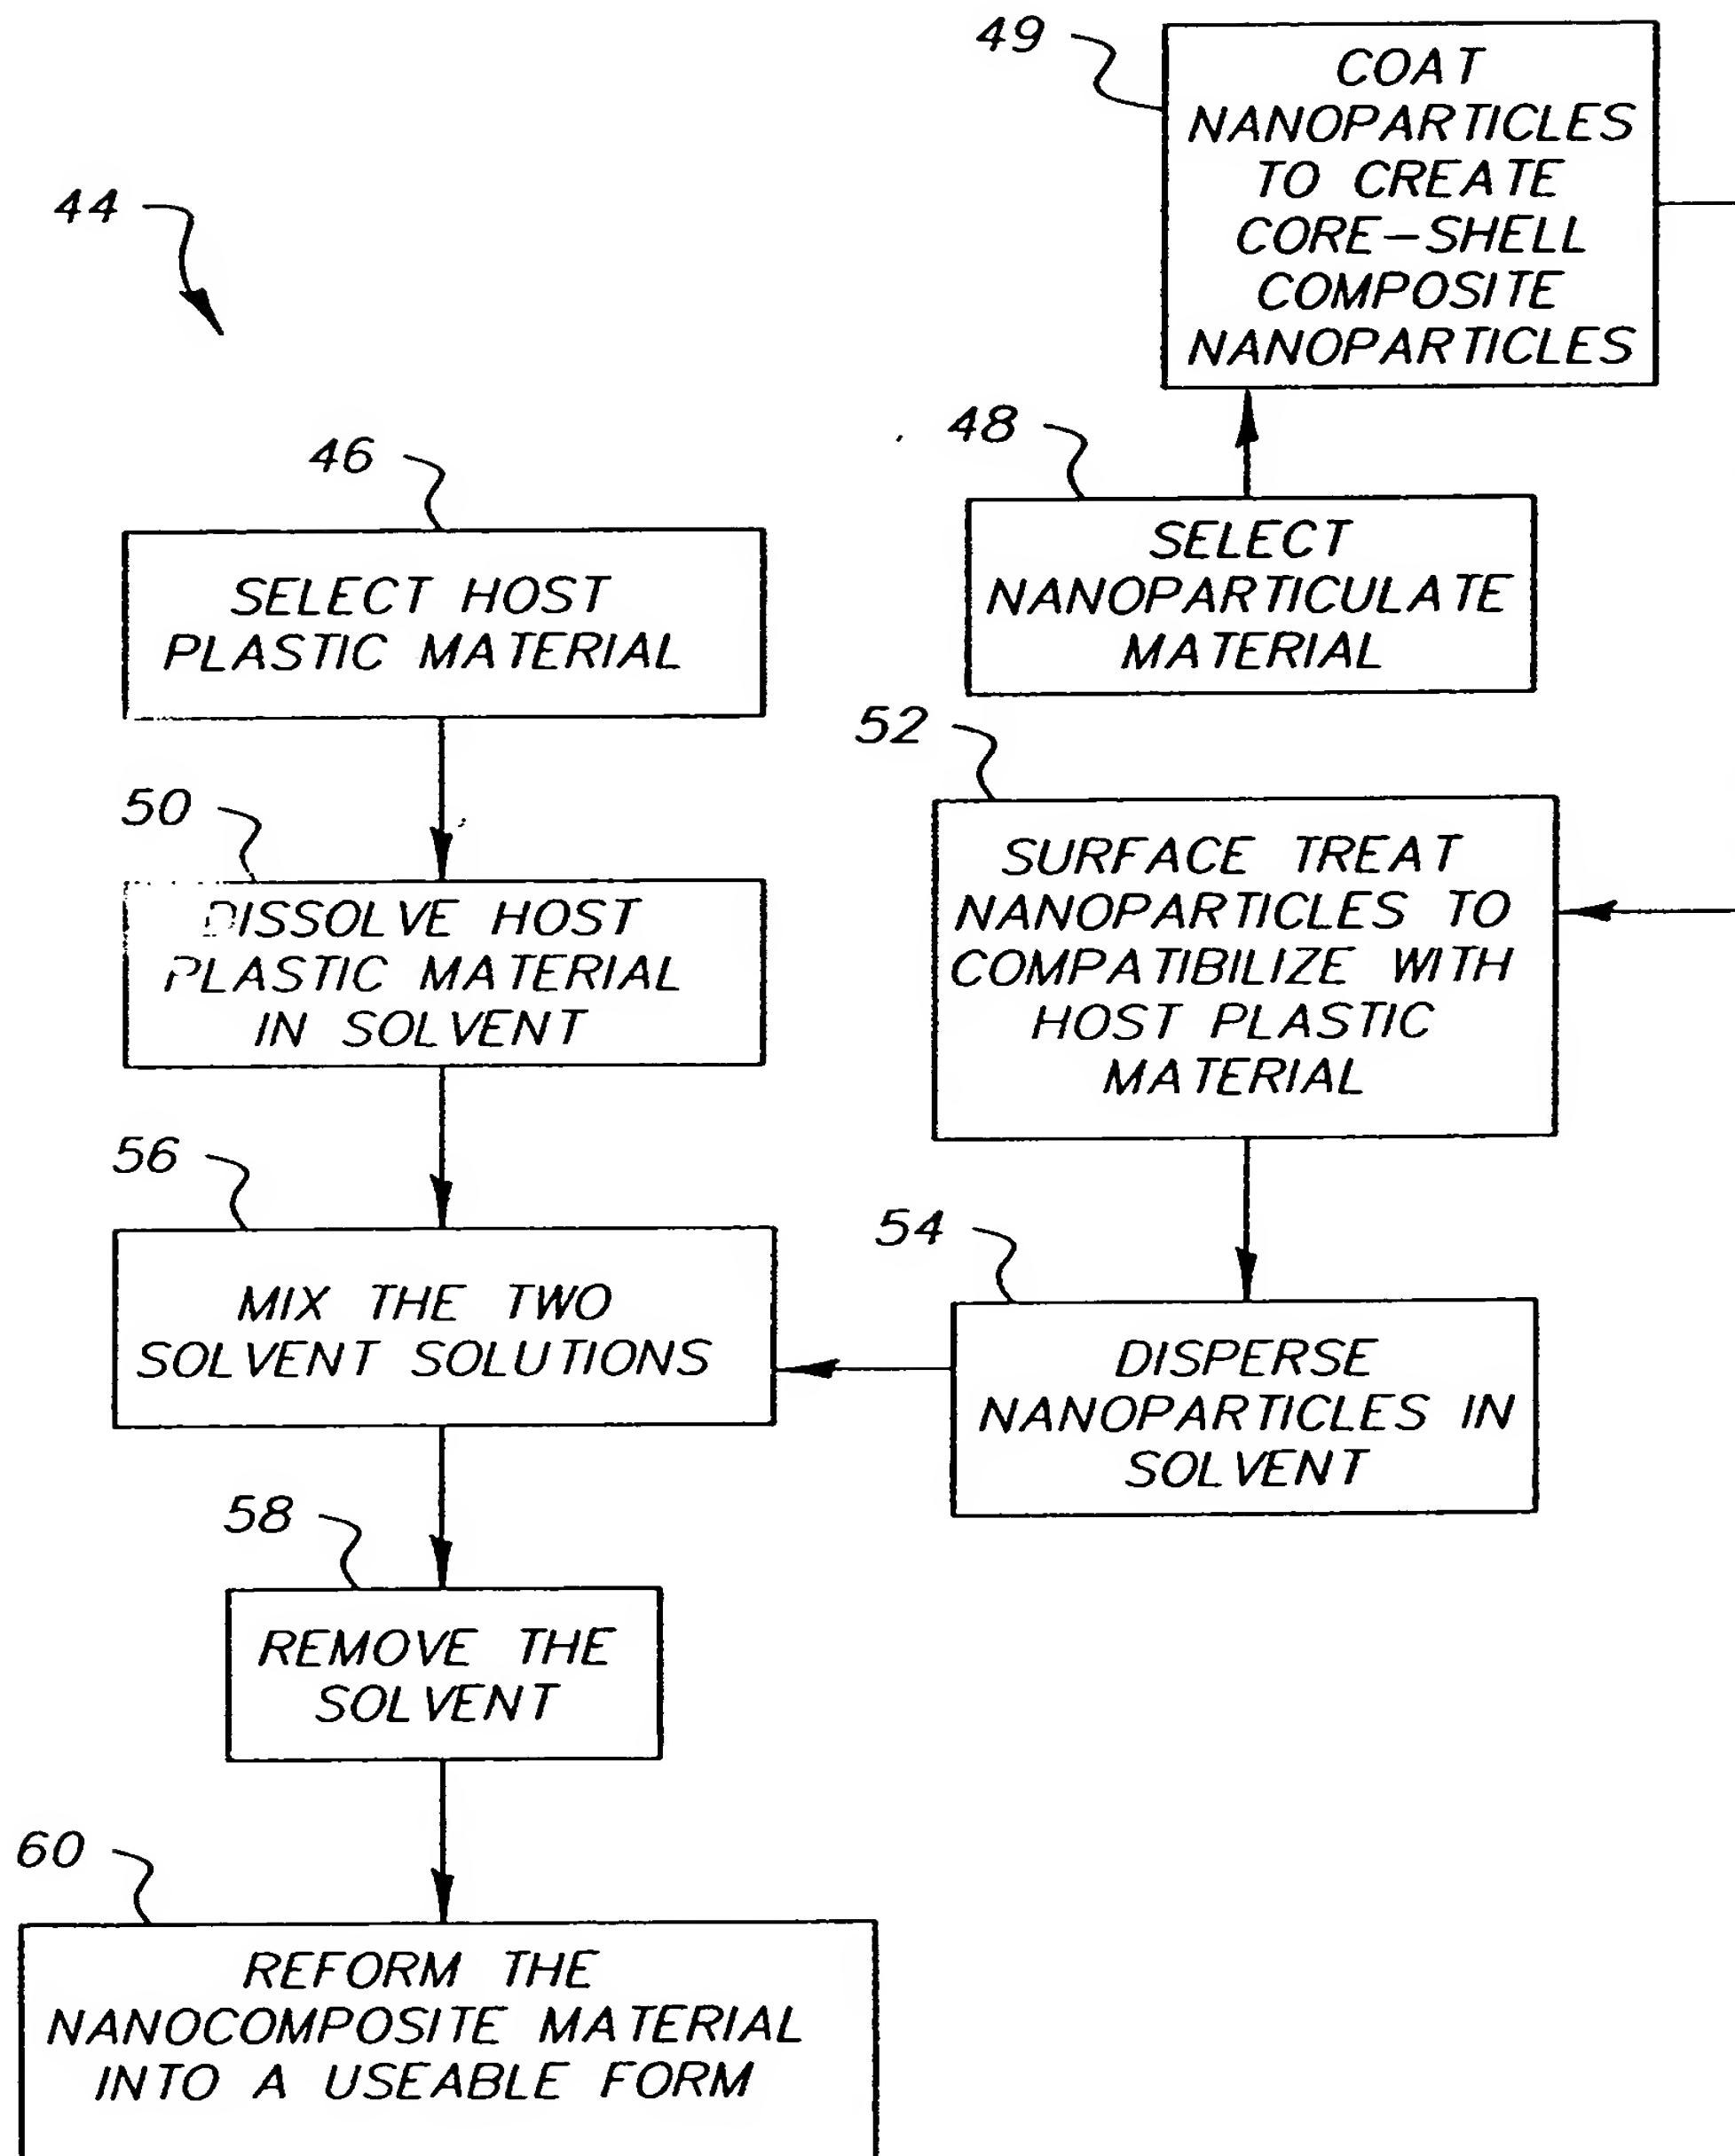 49
COAT
NANOPARTICLES
TO CREATE
CORE-SHELL
COMPOSITE
NANOPARTICLES
44
48
SELECT
NANOPARTICULATE
MATERIAL
46
SELECT HOST
PLASTIC MATERIAL
52
SURFACE TREAT
NANOPARTICLES TO
COMPATIBILIZE WITH
HOST PLASTIC
MATERIAL
50
DISSOLVE HOST
PLASTIC MATERIAL
IN SOLVENT
56
MIX THE TWO
SOLVENT SOLUTIONS
54
DISPERSE
NANOPARTICLES IN
SOLVENT
58
REMOVE THE
SOLVENT
60
REFORM THE
NANOCOMPOSITE MATERIAL
INTO A USEABLE FORM